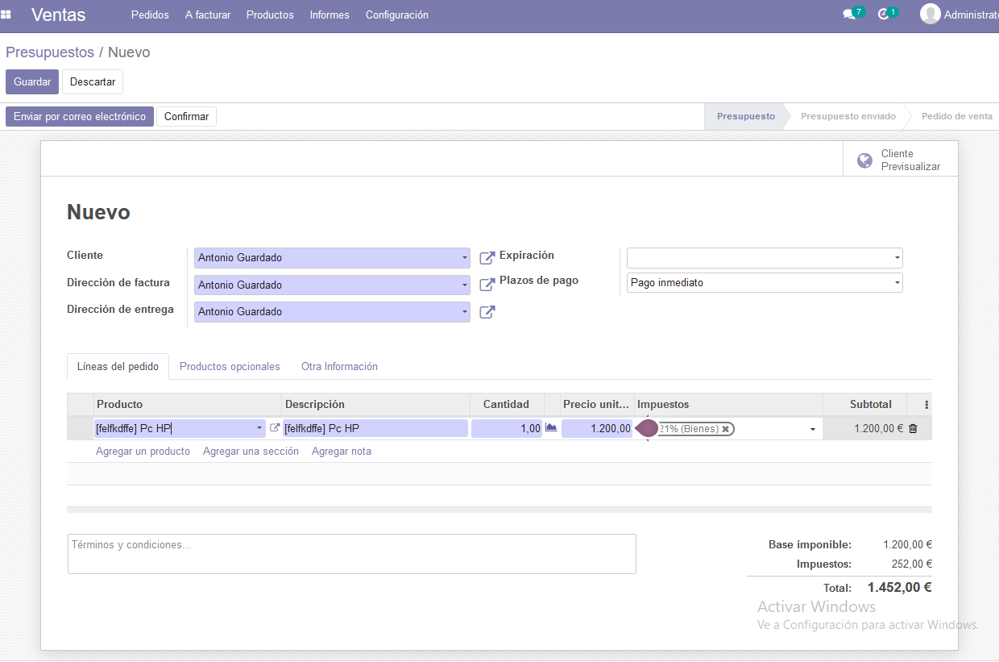 Ventas Pedidos A facturar Productos Informes Configuración 7 1 Administrat
Presupuestos / Nuevo
Guardar Descartar
Enviar por correo electrónico Confirmar Presupuesto Presupuesto enviado Pedido de venta
Cliente
Previsualizar
Nuevo
Cliente Antonio Guardado Expiración
Dirección de factura Antonio Guardado Plazos de pago Pago inmediato
Dirección de entrega Antonio Guardado
Líneas del pedido Productos opcionales Otra Información
Producto Descripción Cantidad Precio unit... Impuestos Subtotal
[felfkdffe] Pc HP [felfkdffe] Pc HP 1,00 1.200,00 21% (Bienes) 1.200,00 €
Agregar un producto Agregar una sección Agregar nota
Términos y condiciones...
Base imponible: 1.200,00 €
Impuestos: 252,00 €
Total: 1.452,00 €
Activar Windows
Ve a Configuración para activar Windows.